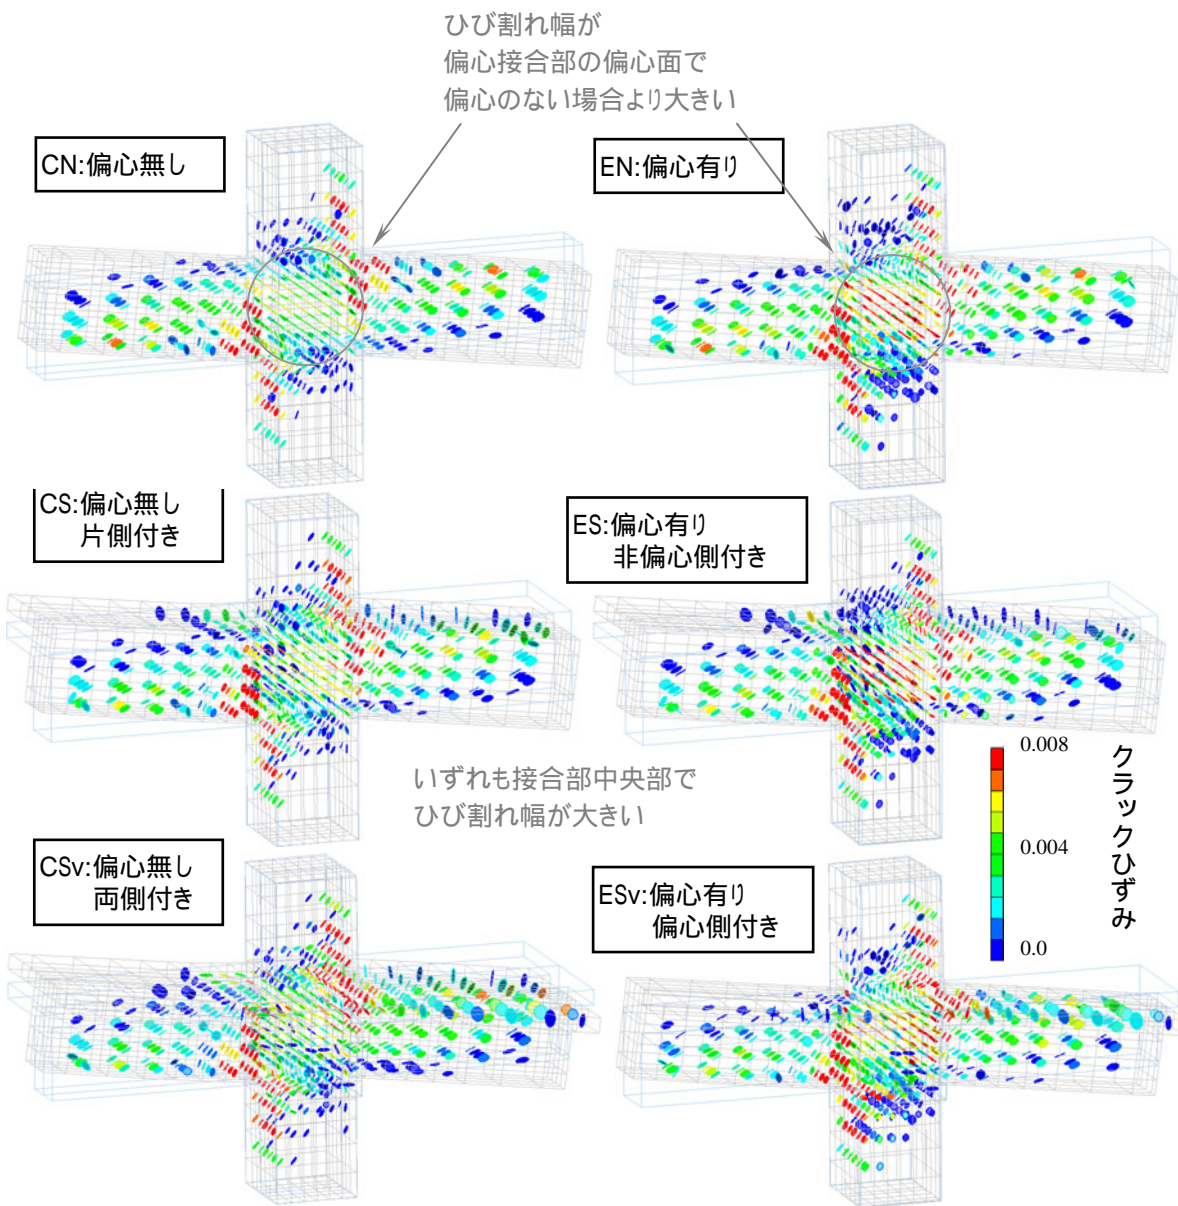 ひび割れ幅が
偏心接合部の偏心面で
偏心のない場合より大きい
CN:偏心無し
EN:偏心有り
CS:偏心無し
片側付き
ES:偏心有り
非偏心側付き
いずれも接合部中央部で
ひび割れ幅が大きい
0.008
0.004
0.0
クラックひずみ
CSv:偏心無し
両側付き
ESv:偏心有り
偏心側付き